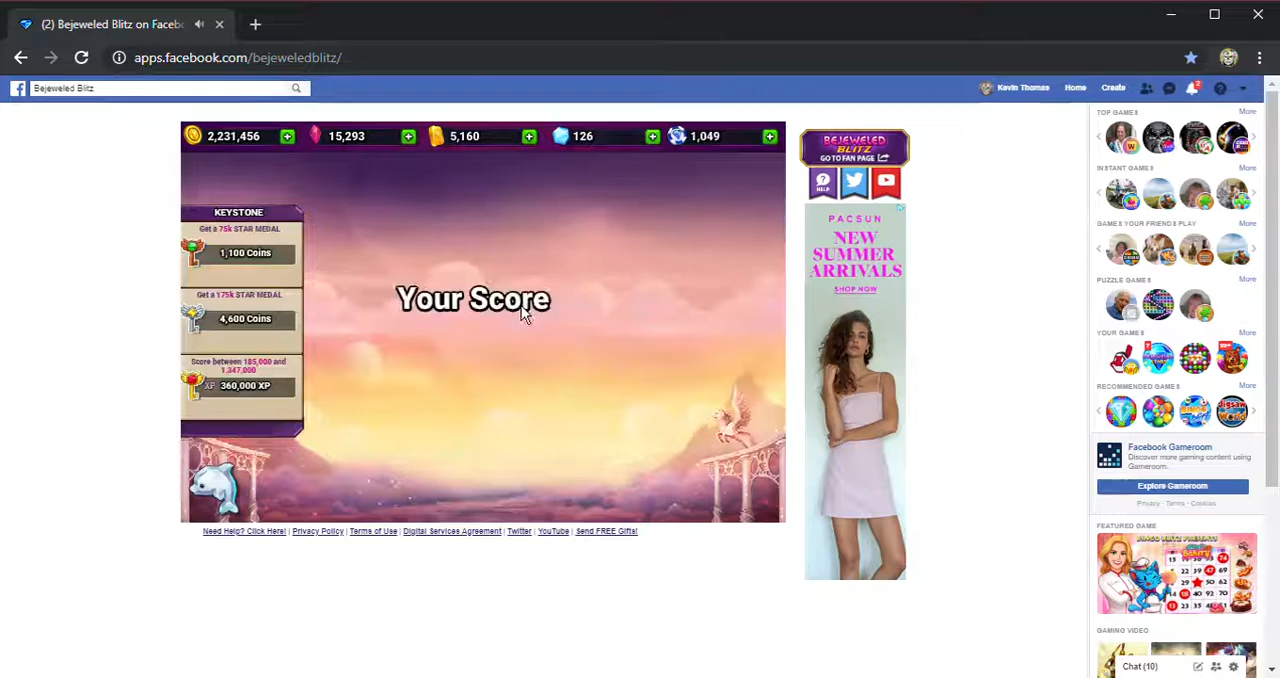 (2) Bejeweled Blitz on Faceb
apps.facebook.com/bejeweledblitz/
Bejeweled Blitz
Kevin Thomas
Home
Create
2
2,231,456
15,293
5,160
126
1,049
KEYSTONE
Get a 75k STAR MEDAL
1,100 Coins
Get a 175k STAR MEDAL
4,600 Coins
Score between 185,000 and
1,347,000
XP 360,000 XP
Your Score
Need Help? Click Here! | Privacy Policy | Terms of Use | Digital Services Agreement | Twitter | YouTube | Send FREE Gifts!
BEJEWELED
BLITZ
GO TO FAN PAGE
HELP
PACSUN
NEW
SUMMER
ARRIVALS
SHOP NOW
TOP GAMES
More
INSTANT GAMES
More
GAMES YOUR FRIENDS PLAY
More
PUZZLE GAMES
More
YOUR GAMES
More
RECOMMENDED GAMES
More
Facebook Gameroom
Discover more gaming content using
Gameroom.
Explore Gameroom
Privacy · Terms · Cookies
FEATURED GAME
BINGO BLITZ PRESENTS
GAMING VIDEO
Chat (10)